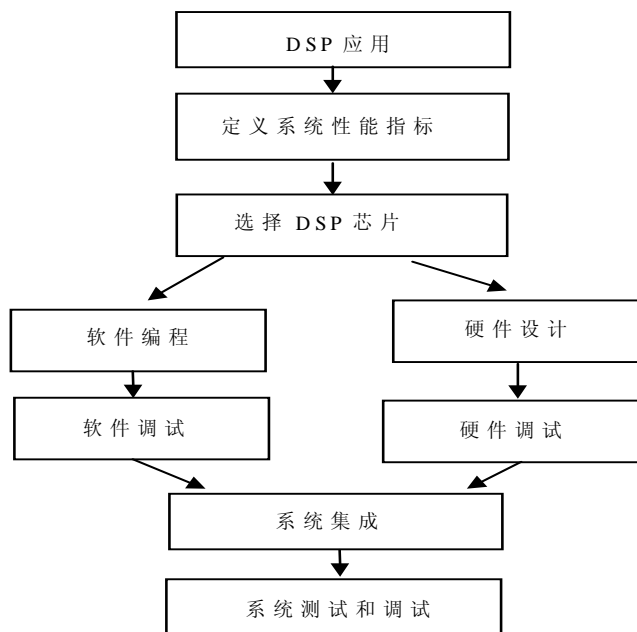 DSP 应用
定义系统性能指标
选择 DSP 芯片
软件编程
硬件设计
软件调试
硬件调试
系统集成
系统测试和调试